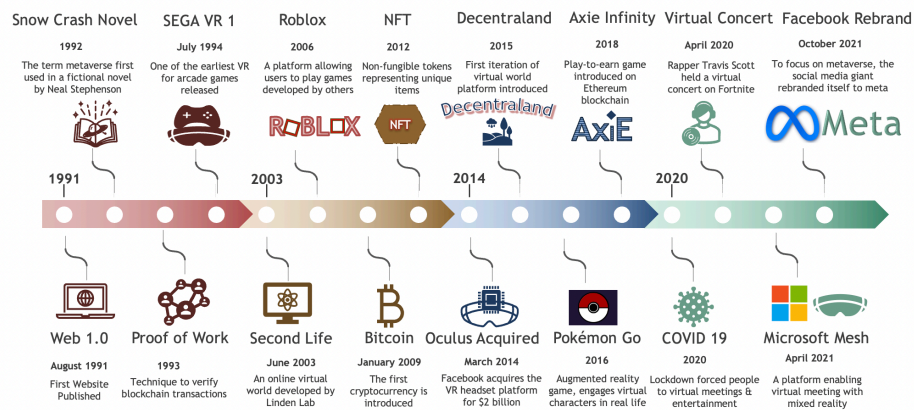 Snow Crash Novel
1992
The term metaverse first
used in a fictional novel
by Neal Stephenson
SEGA VR 1
July 1994
One of the earliest VR
for arcade games
released
Roblox
2006
A platform allowing
users to play games
developed by others
ROBLOX
NFT
2012
Non-fungible tokens
representing unique
items
NFT
Decentraland
2015
First iteration of
virtual world
platform introduced
Decentraland
Axie Infinity
2018
Play-to-earn game
introduced on
Ethereum
blockchain
AxiE
Virtual Concert
April 2020
Rapper Travis Scott
held a virtual
concert on Fortnite
Facebook Rebrand
October 2021
To focus on metaverse, the
social media giant
rebranded itself to meta
Meta
1991
2003
2014
2020
Web 1.0
August 1991
First Website
Published
Proof of Work
1993
Technique to verify
blockchain transactions
Second Life
June 2003
An online virtual
world developed by
Linden Lab
Bitcoin
January 2009
The first
cryptocurrency is
introduced
Oculus Acquired
March 2014
Facebook acquires the
VR headset platform
for $2 billion
Pokémon Go
2016
Augmented reality
game, engages virtual
characters in real life
COVID 19
2020
Lockdown forced people
to virtual meetings &
entertainment
Microsoft Mesh
April 2021
A platform enabling
virtual meeting with
mixed reality